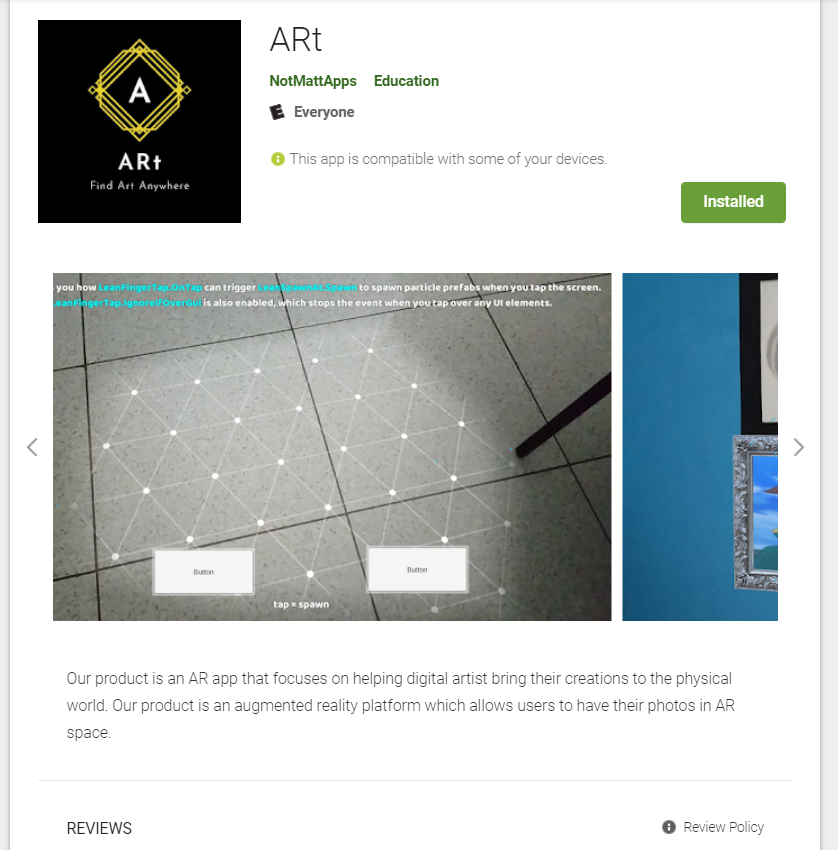 ARt
A
NotMattApps Education
ARt
Find Art Anywhere
E Everyone
This app is compatible with some of your devices.
Installed
you how LeanFingerTap.OnTap can trigger LeanSpawnAt.Spawn to spawn particle prefabs when you tap the screen.
LeanFingerTap.IgnoreIfOverGui is also enabled, which stops the event when you tap over any UI elements.
Button
Button
tap = spawn
Our product is an AR app that focuses on helping digital artist bring their creations to the physical
world. Our product is an augmented reality platform which allows users to have their photos in AR
space.
REVIEWS
Review Policy